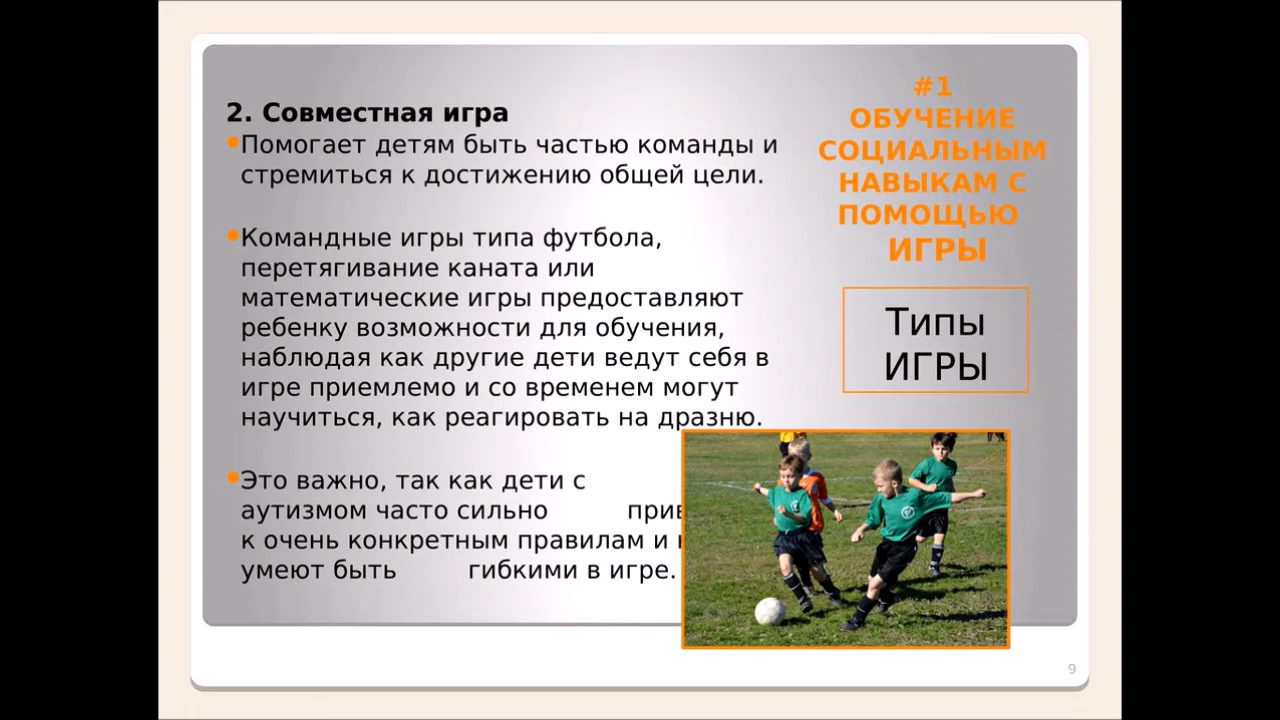 2. Совместная игра
Помогает детям быть частью команды и
стремиться к достижению общей цели.
Командные игры типа футбола,
перетягивание каната или
математические игры предоставляют
ребенку возможности для обучения,
наблюдая как другие дети ведут себя в
игре приемлемо и со временем могут
научиться, как реагировать на дразню.
Это важно, так как дети с
аутизмом часто сильно
к очень конкретным правилам и
умеют быть гибкими в игре.
#1
ОБУЧЕНИЕ
СОЦИАЛЬНЫМ
НАВЫКАМ С
ПОМОЩЬЮ
ИГРЫ
Типы
ИГРЫ
9